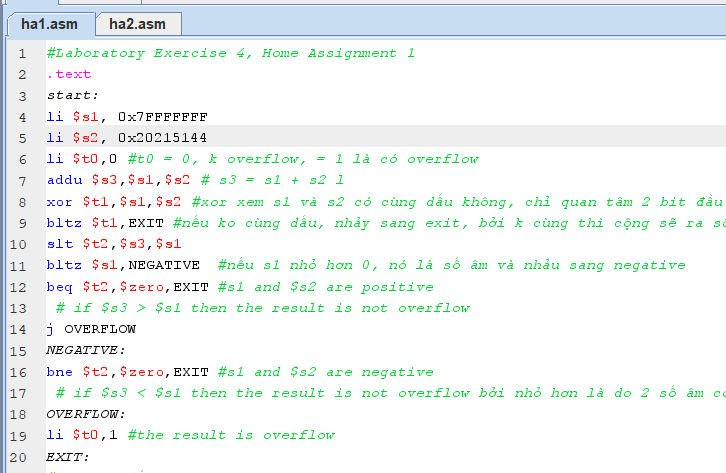 ha1.asm ha2.asm
1 #Laboratory Exercise 4, Home Assignment 1
2 .text
3 start:
4 li $s1, 0x7FFFFFFF
5 li $s2, 0x20215144
6 li $t0,0 #t0 = 0, k overflow, = 1 là có overflow
7 addu $s3,$s1,$s2 # s3 = s1 + s2 l
8 xor $t1,$s1,$s2 #xor xem s1 và s2 có cùng dấu không, chỉ quan tâm 2 bit đầu
9 bltz $t1,EXIT #nếu ko cùng dấu, nhảy sang exit, bởi k cùng thì cộng sẽ ra
10 slt $t2,$s3,$s1
11 bltz $s1,NEGATIVE #nếu s1 nhỏ hơn 0, nó là số âm và nhảu sang negative
12 beq $t2,$zero,EXIT #s1 and $s2 are positive
13 # if $s3 > $s1 then the result is not overflow
14 j OVERFLOW
15 NEGATIVE:
16 bne $t2,$zero,EXIT #s1 and $s2 are negative
17 # if $s3 < $s1 then the result is not overflow bởi nhỏ hơn là do 2 số âm
18 OVERFLOW:
19 li $t0,1 #the result is overflow
20 EXIT: